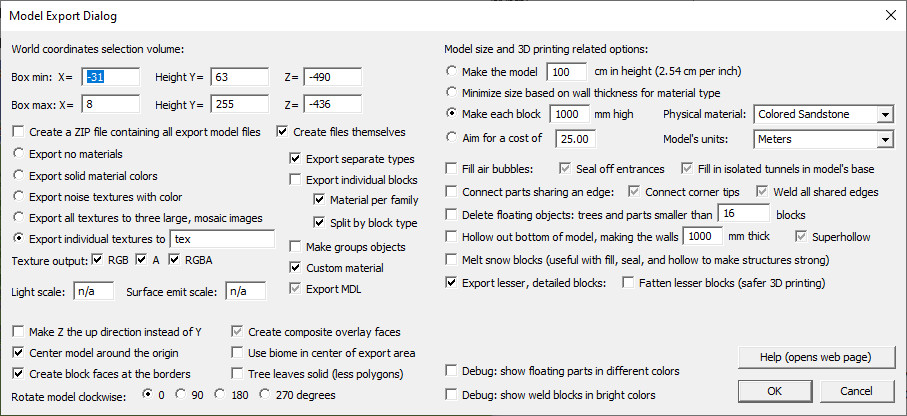 Model Export Dialog
World coordinates selection volume:
Box min: X= -31 Height Y= 63 Z= -490
Box max: X= 8 Height Y= 255 Z= -436
Create a ZIP file containing all export model files Create files themselves
Export no materials
Export solid material colors
Export noise textures with color
Export all textures to three large, mosaic images
Export individual textures to tex
Texture output: RGB A RGBA
Light scale: n/a Surface emit scale: n/a
Export separate types
Export individual blocks
Material per family
Split by block type
Make groups objects
Custom material
Export MDL
Make Z the up direction instead of Y
Center model around the origin
Create block faces at the borders
Create composite overlay faces
Use biome in center of export area
Tree leaves solid (less polygons)
Rotate model clockwise: 0 90 180 270 degrees
Model size and 3D printing related options:
Make the model 100 cm in height (2.54 cm per inch)
Minimize size based on wall thickness for material type
Make each block 1000 mm high Physical material: Colored Sandstone
Aim for a cost of 25.00 Model's units: Meters
Fill air bubbles: Seal off entrances Fill in isolated tunnels in model's base
Connect parts sharing an edge: Connect corner tips Weld all shared edges
Delete floating objects: trees and parts smaller than 16 blocks
Hollow out bottom of model, making the walls 1000 mm thick Superhollow
Melt snow blocks (useful with fill, seal, and hollow to make structures strong)
Export lesser, detailed blocks: Fatten lesser blocks (safer 3D printing)
Debug: show floating parts in different colors
Debug: show weld blocks in bright colors
Help (opens web page)
OK Cancel